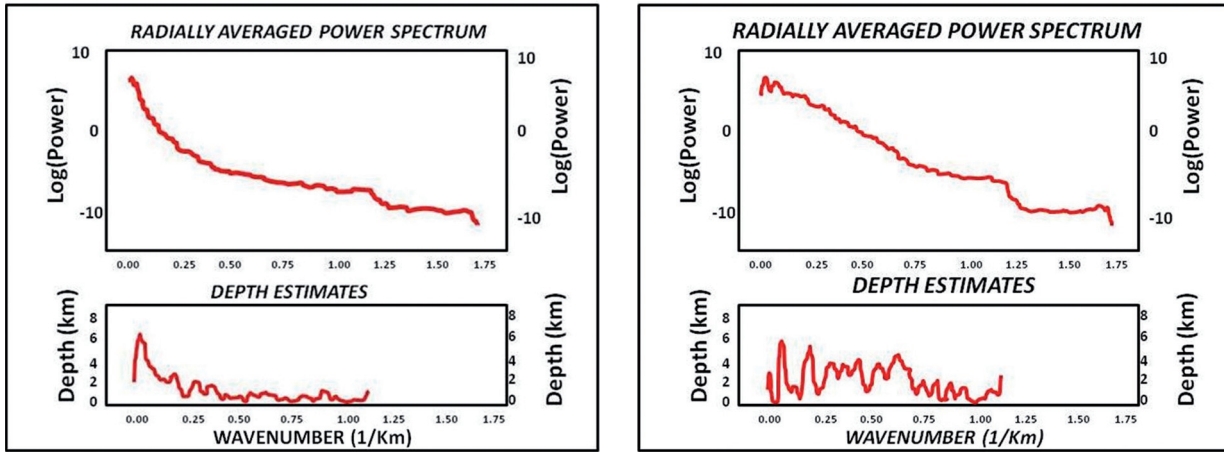 RADIALLY AVERAGED POWER SPECTRUM
10
0
-10
Log(Power)
10
0
-10
Log(Power)
0.00 0.25 0.50 0.75 1.00 1.25 1.50 1.75
DEPTH ESTIMATES
8
6
4
2
0
Depth (km)
8
6
4
2
0
Depth (km)
0.00 0.25 0.50 0.75 1.00 1.25 1.50 1.75
WAVENUMBER (1/Km)
RADIALLY AVERAGED POWER SPECTRUM
10
0
-10
Log(Power)
10
0
-10
Log(Power)
0.00 0.25 0.50 0.75 1.00 1.25 1.50 1.75
DEPTH ESTIMATES
8
6
4
2
0
Depth (km)
8
6
4
2
0
Depth (km)
0.00 0.25 0.50 0.75 1.00 1.25 1.50 1.75
WAVENUMBER (1/Km)